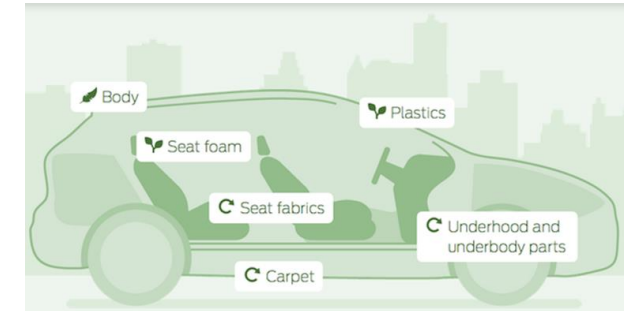 Body
Plastics
Seat foam
Seat fabrics
Underhood and
underbody parts
Carpet